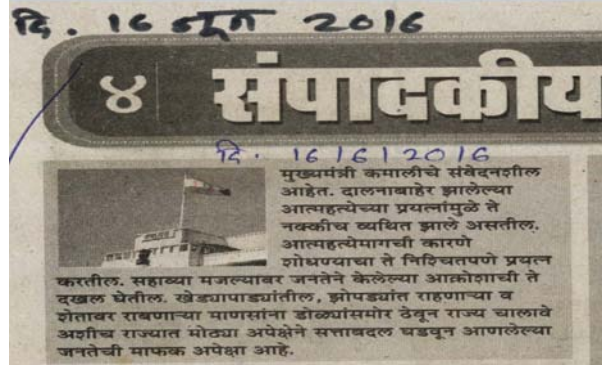 दि. 16 जून 2016
४ संपादकीय
दि. 16/6/2016
मुख्यमंत्री कमालीचे संवेदनशील
आहेत. दालनाबाहेर झालेल्या
आत्महत्येच्या प्रयत्नांमुळे ते
नक्कीच व्यथित झाले असतील.
आत्महत्येमागची कारणे
शोधण्याचा ते निश्चितपणे प्रयत्न
करतील. सहाव्या मजल्यावर जनतेने केलेल्या आक्रोशाची ते
दखल घेतील. खेड्यापाड्यांतील, झोपड्यांत राहणाऱ्या व
शेतावर राबणाऱ्या माणसांना डोळ्यांसमोर ठेवून राज्य चालावे
अशीच राज्यात मोठ्या अपेक्षेने सत्ताबदल घडवून आणलेल्या
जनतेची माफक अपेक्षा आहे.